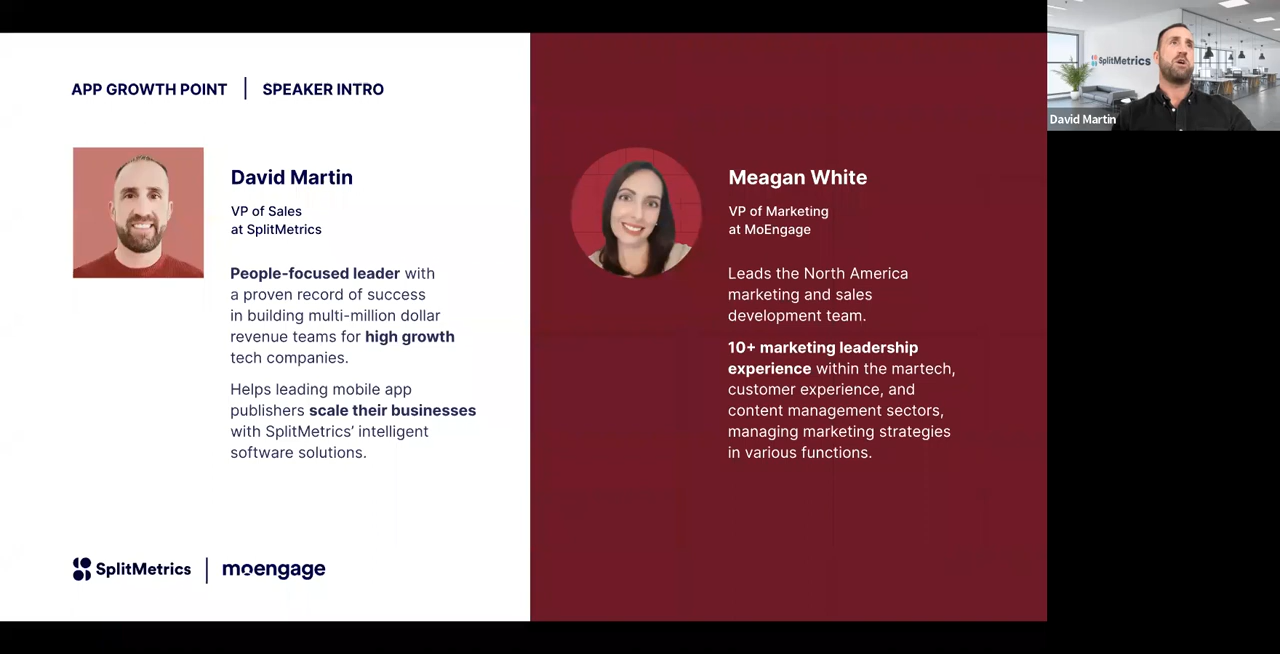 APP GROWTH POINT | SPEAKER INTRO
David Martin
VP of Sales
at SplitMetrics
People-focused leader with
a proven record of success
in building multi-million dollar
revenue teams for high growth
tech companies.
Helps leading mobile app
publishers scale their businesses
with SplitMetrics’ intelligent
software solutions.
SplitMetrics | moengage
Meagan White
VP of Marketing
at MoEngage
Leads the North America
marketing and sales
development team.
10+ marketing leadership
experience within the martech,
customer experience, and
content management sectors,
managing marketing strategies
in various functions.
SplitMetrics
David Martin